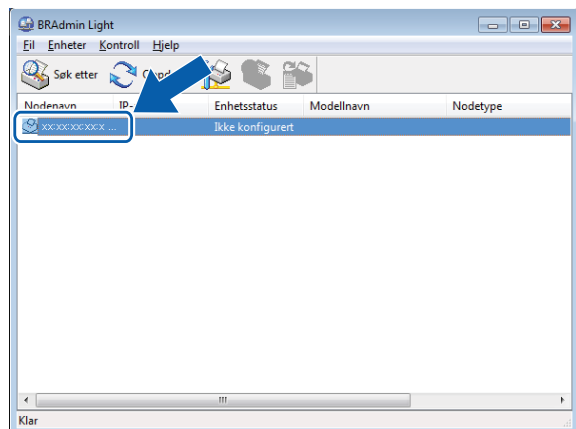 BRAdmin Light
Fil Enheter Kontroll Hjelp
Søk etter
Nodenavn IP- Enhetsstatus Modellnavn Nodetype
xx:xx:xx:xx:x ... Ikke konfigurert
Klar